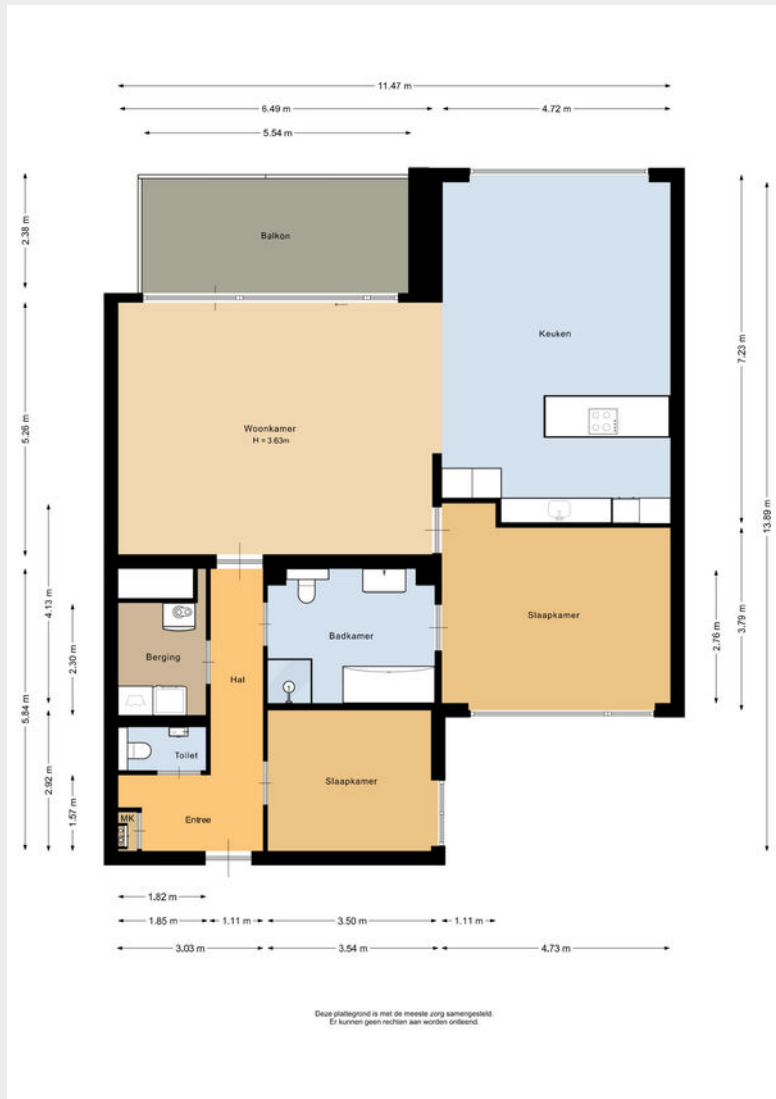 11.47 m
6.49 m
4.72 m
5.54 m
2.38 m
Balkon
7.23 m
Keuken
5.26 m
Woonkamer
H = 3.63m
13.89 m
4.13 m
Slaapkamer
3.79 m
2.76 m
Badkamer
Berging
2.30 m
Hal
5.84 m
Toilet
2.92 m
Slaapkamer
1.57 m
MK
Entree
1.82 m
1.85 m
1.11 m
3.50 m
1.11 m
3.03 m
3.54 m
4.73 m
Deze plattegrond is met de meeste zorg samengesteld.
Er kunnen geen rechten aan worden ontleend.